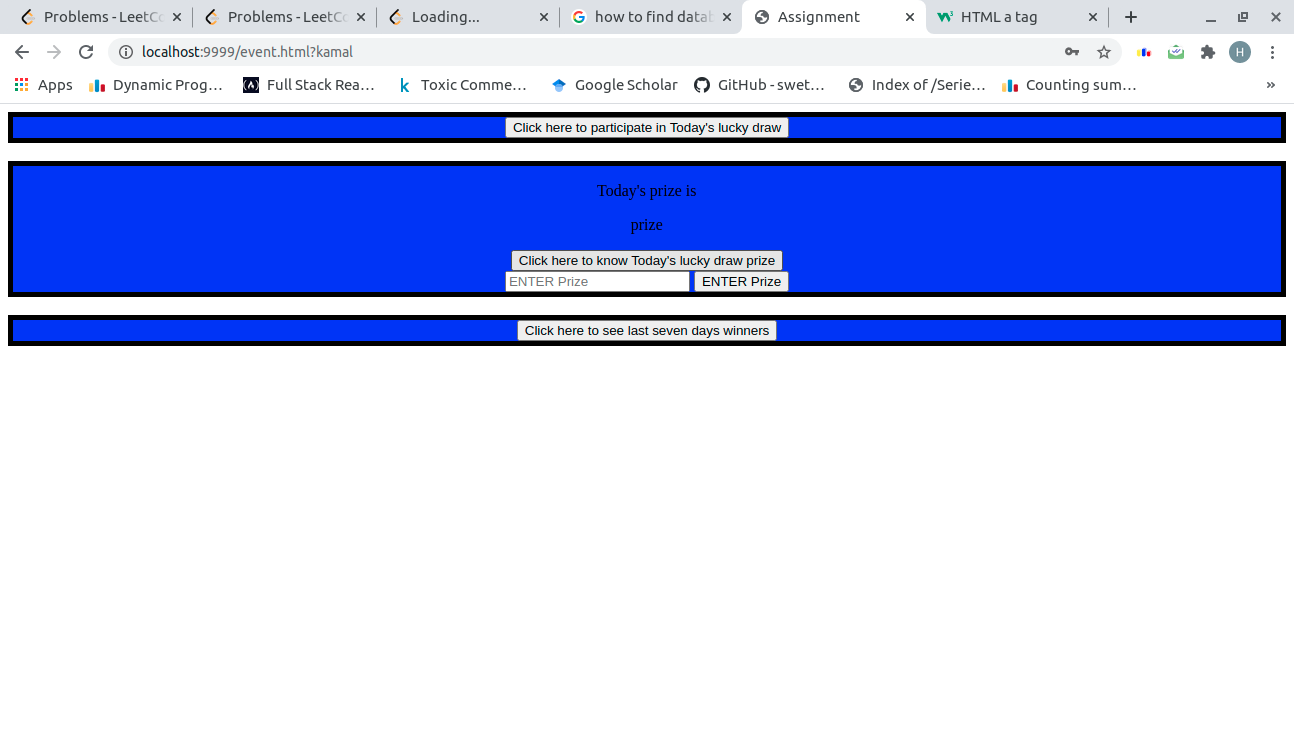 Problems - LeetCo
Problems - LeetCo
Loading...
how to find datab
Assignment
HTML a tag
localhost:9999/event.html?kamal
H
Apps
Dynamic Prog…
Full Stack Rea…
Toxic Comme…
Google Scholar
GitHub - swet…
Index of /Serie…
Counting sum…
»
Click here to participate in Today's lucky draw
Today's prize is
prize
Click here to know Today's lucky draw prize
ENTER Prize ENTER Prize
Click here to see last seven days winners